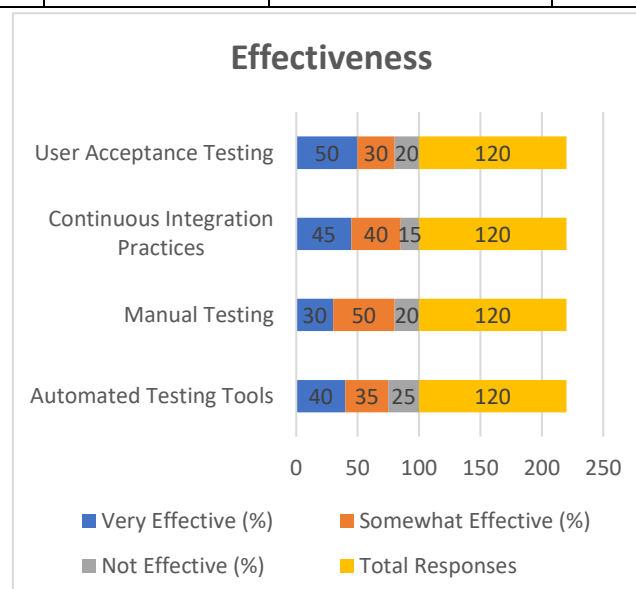 Effectiveness
User Acceptance Testing
50 30 20 120
Continuous Integration
Practices
45 40 15 120
Manual Testing
30 50 20 120
Automated Testing Tools
40 35 25 120
0 50 100 150 200 250
Very Effective (%) Somewhat Effective (%)
Not Effective (%) Total Responses